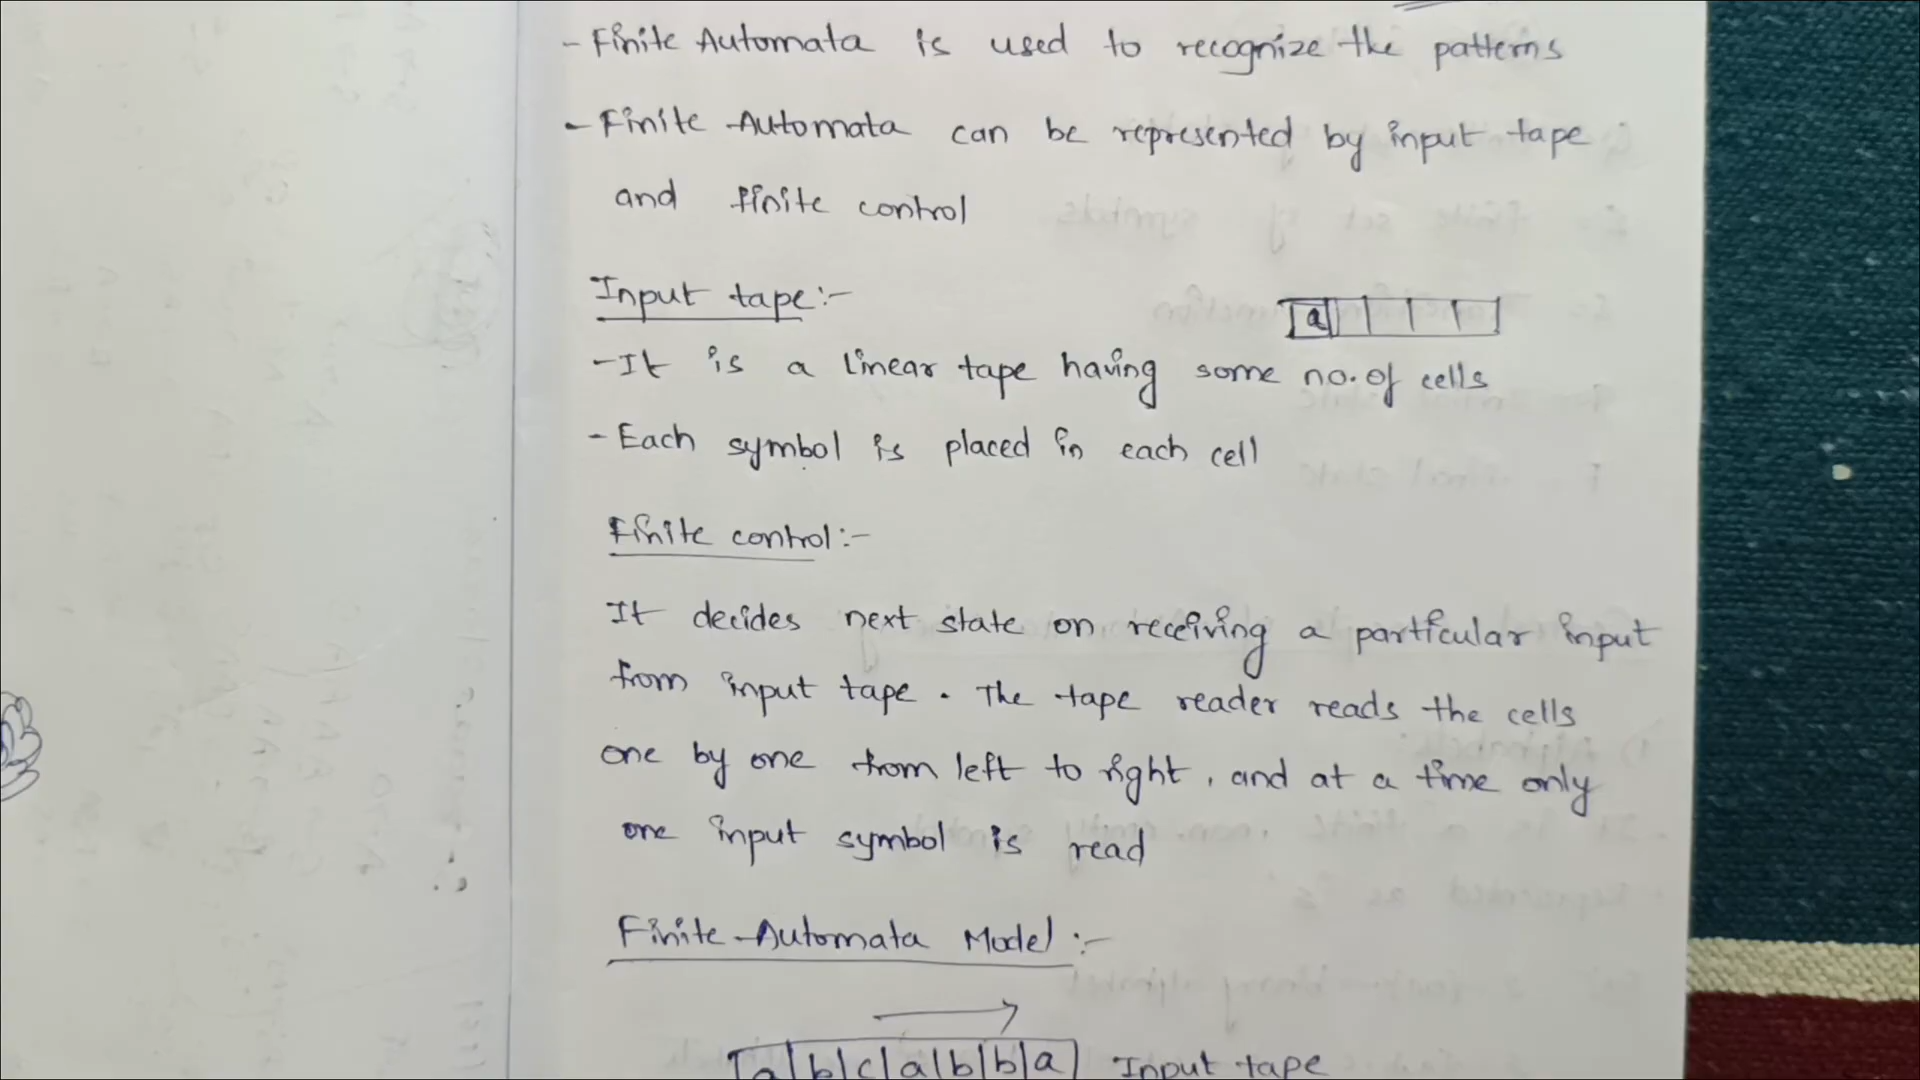 - Finite Automata is used to recognize the patterns
- Finite Automata can be represented by input tape
and finite control
Input tape:-
a
- It is a linear tape having some no. of cells
- Each symbol is placed in each cell
Finite control:-
It decides next state on receiving a particular input
from input tape. The tape reader reads the cells
one by one from left to right, and at a time only
one input symbol is read
Finite Automata Model :-
a b c a b b a Input tape